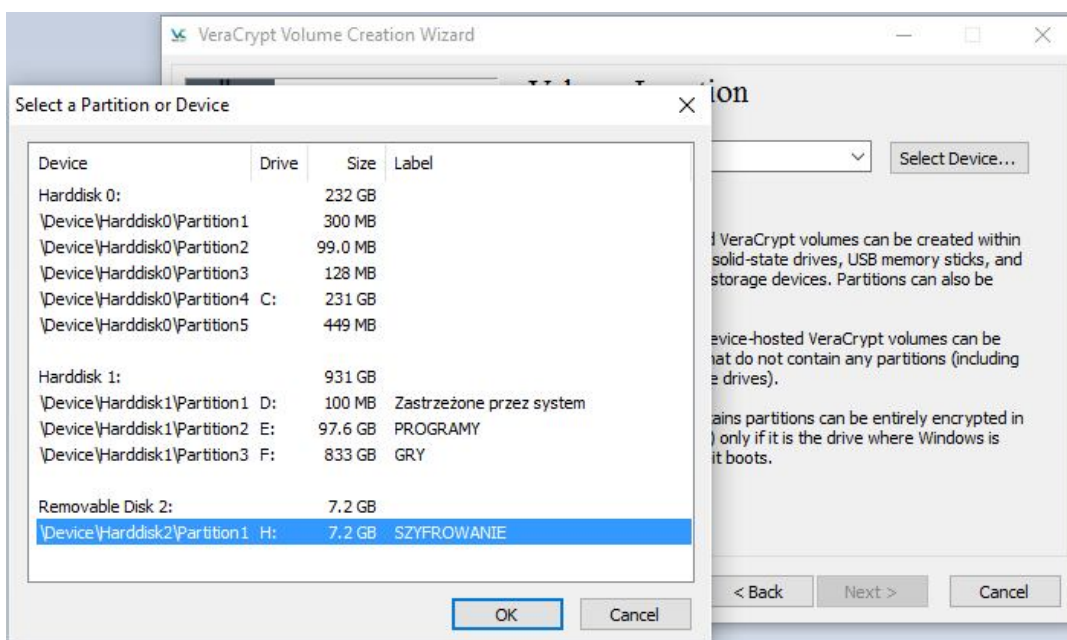 VeraCrypt Volume Creation Wizard
ion
Select Device...
Select a Partition or Device
Device Drive Size Label
Harddisk 0: 232 GB
\Device\Harddisk0\Partition1 300 MB
\Device\Harddisk0\Partition2 99.0 MB
\Device\Harddisk0\Partition3 128 MB
\Device\Harddisk0\Partition4 C: 231 GB
\Device\Harddisk0\Partition5 449 MB
Harddisk 1: 931 GB
\Device\Harddisk1\Partition1 D: 100 MB Zastrzeżone przez system
\Device\Harddisk1\Partition2 E: 97.6 GB PROGRAMY
\Device\Harddisk1\Partition3 F: 833 GB GRY
Removable Disk 2: 7.2 GB
\Device\Harddisk2\Partition1 H: 7.2 GB SZYFROWANIE
OK Cancel
VeraCrypt volumes can be created within
solid-state drives, USB memory sticks, and
storage devices. Partitions can also be
evice-hosted VeraCrypt volumes can be
at do not contain any partitions (including
e drives).
ains partitions can be entirely encrypted in
) only if it is the drive where Windows is
it boots.
< Back Next > Cancel